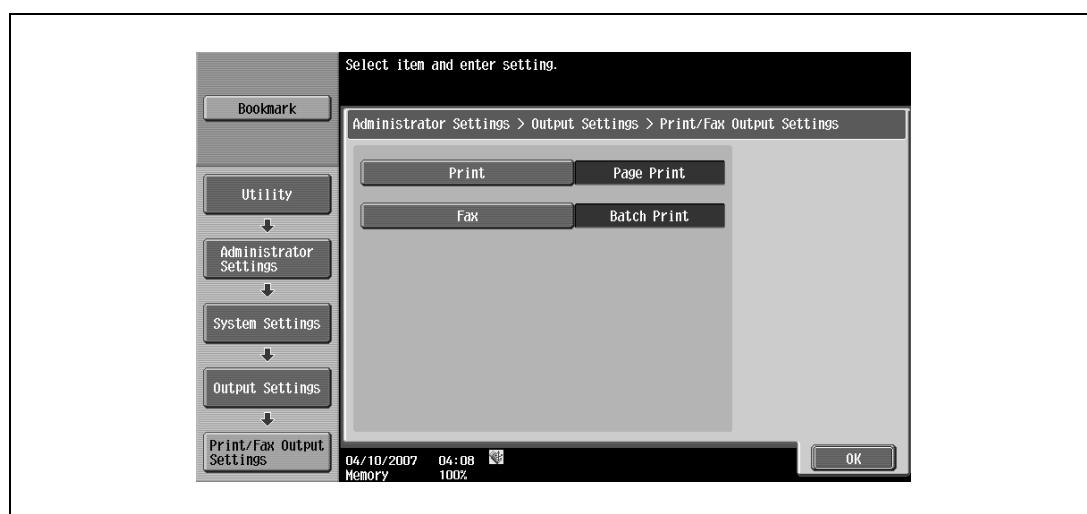 Select item and enter setting.
Bookmark
Administrator Settings > Output Settings > Print/Fax Output Settings
Print
Page Print
Fax
Batch Print
Utility
Administrator
Settings
System Settings
Output Settings
Print/Fax Output
Settings
04/10/2007 04:08
Memory 100%
OK